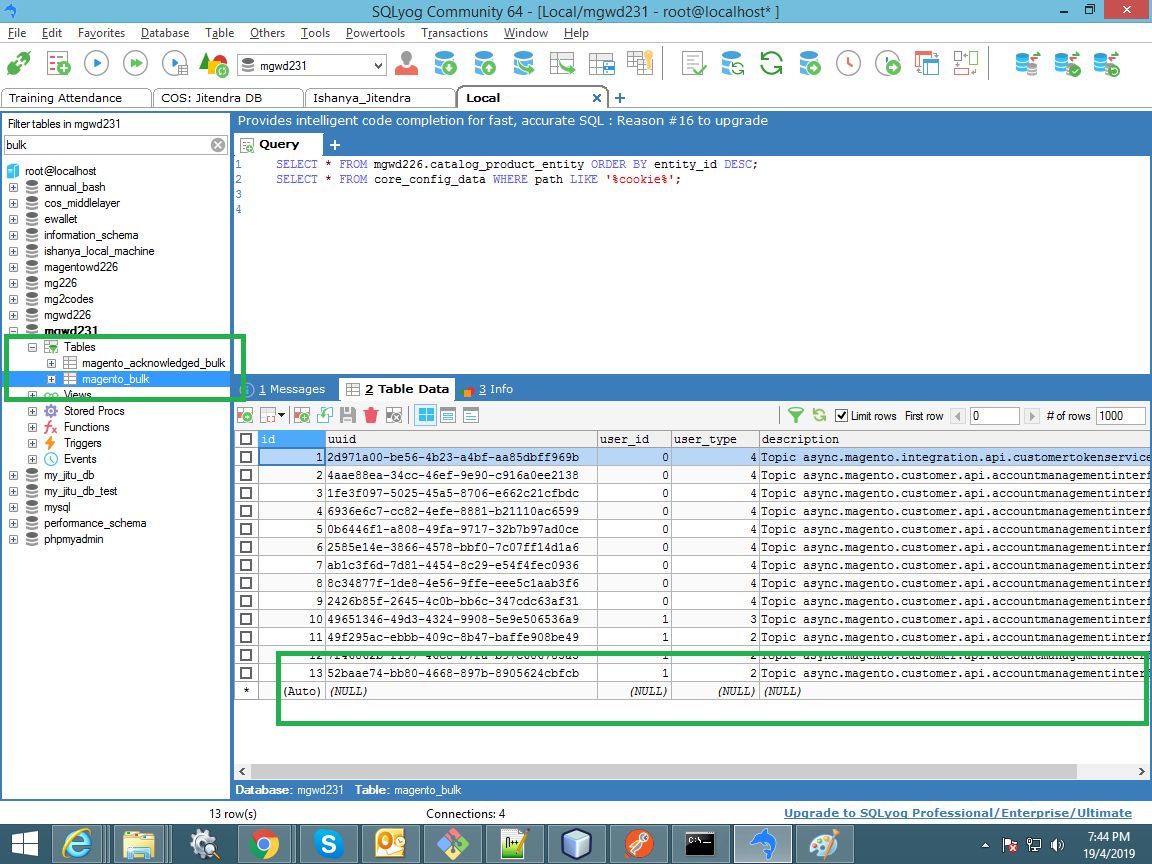 SQLyog Community 64 - [Local/mgwd231 - root@localhost* ]
File Edit Favorites Database Table Others Tools Powertools Transactions Window Help
mgwd231
Training Attendance COS: Jitendra DB Ishanya_Jitendra Local
Filter tables in mgwd231
bulk
root@localhost
annual_bash
cos_middlelayer
ewallet
information_schema
ishanya_local_machine
magentowd226
mg226
mg2codes
mgwd226
mgwd231
Tables
magento_acknowledged_bulk
magento_bulk
Views
Stored Procs
Functions
Triggers
Events
my_jitu_db
my_jitu_db_test
mysql
performance_schema
phpmyadmin
Provides intelligent code completion for fast, accurate SQL : Reason #16 to upgrade
Query
1 SELECT * FROM mgwd226.catalog_product_entity ORDER BY entity_id DESC;
2 SELECT * FROM core_config_data WHERE path LIKE '%cookie%';
3
4
1 Messages 2 Table Data 3 Info
Limit rows First row 0 # of rows 1000
id uuid user_id user_type description
1 2d971a00-be56-4b23-a4bf-aa85dbff969b 0 4 Topic async.magento.integration.api.customertokenservice
2 4aae88ea-34cc-46ef-9e90-c916a0ee2138 0 4 Topic async.magento.customer.api.accountmanagementinterf
3 1fe3f097-5025-45a5-8706-e662c21cfbdc 0 4 Topic async.magento.customer.api.accountmanagementinterf
4 6936e6c7-cc82-4efe-8881-b21110ac6599 0 4 Topic async.magento.customer.api.accountmanagementinterf
5 0b6446f1-a808-49fa-9717-32b7b97ad0ce 0 4 Topic async.magento.customer.api.accountmanagementinterf
6 2585e14e-3866-4578-bbf0-7c07ff14d1a6 0 4 Topic async.magento.customer.api.accountmanagementinterf
7 ab1c3f6d-7d81-4454-8c29-e54f4fec0936 0 4 Topic async.magento.customer.api.accountmanagementinterf
8 8c34877f-1de8-4e56-9ffe-eee5c1aab3f6 0 4 Topic async.magento.customer.api.accountmanagementinterf
9 2426b85f-2645-4c0b-bb6c-347cdc63af31 0 4 Topic async.magento.customer.api.accountmanagementinterf
10 49651346-49d3-4324-9908-5e9e506536a9 1 3 Topic async.magento.customer.api.accountmanagementinterf
11 49f295ac-ebbb-409c-8b47-baffe908be49 1 2 Topic async.magento.customer.api.accountmanagementinterf
12 1 2 Topic async.magento.customer.api.accountmanagementinterf
13 52baae74-bb80-4668-897b-8905624cbfcb 1 2 Topic async.magento.customer.api.accountmanagementinterf
* (Auto) (NULL) (NULL) (NULL) (NULL)
Database: mgwd231 Table: magento_bulk
13 row(s) Connections: 4 Upgrade to SQLyog Professional/Enterprise/Ultimate
7:44 PM
19/4/2019